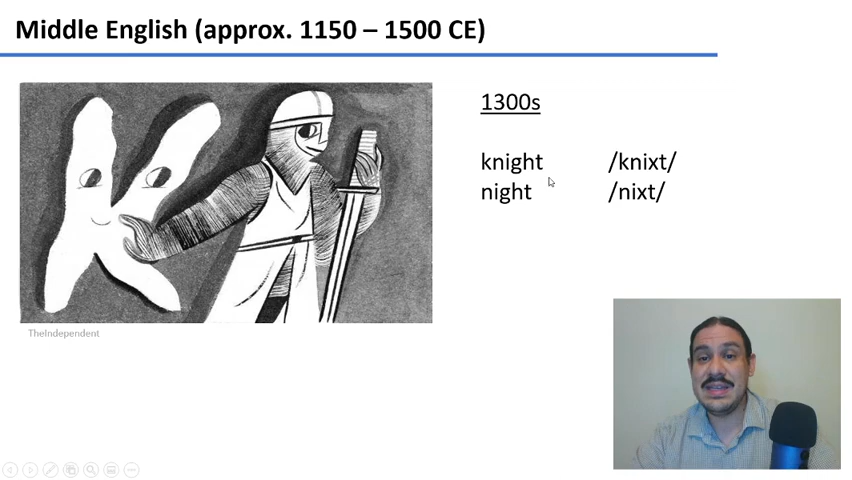 Middle English (approx. 1150 – 1500 CE)
1300s
knight /knixt/
night /nixt/
TheIndependent